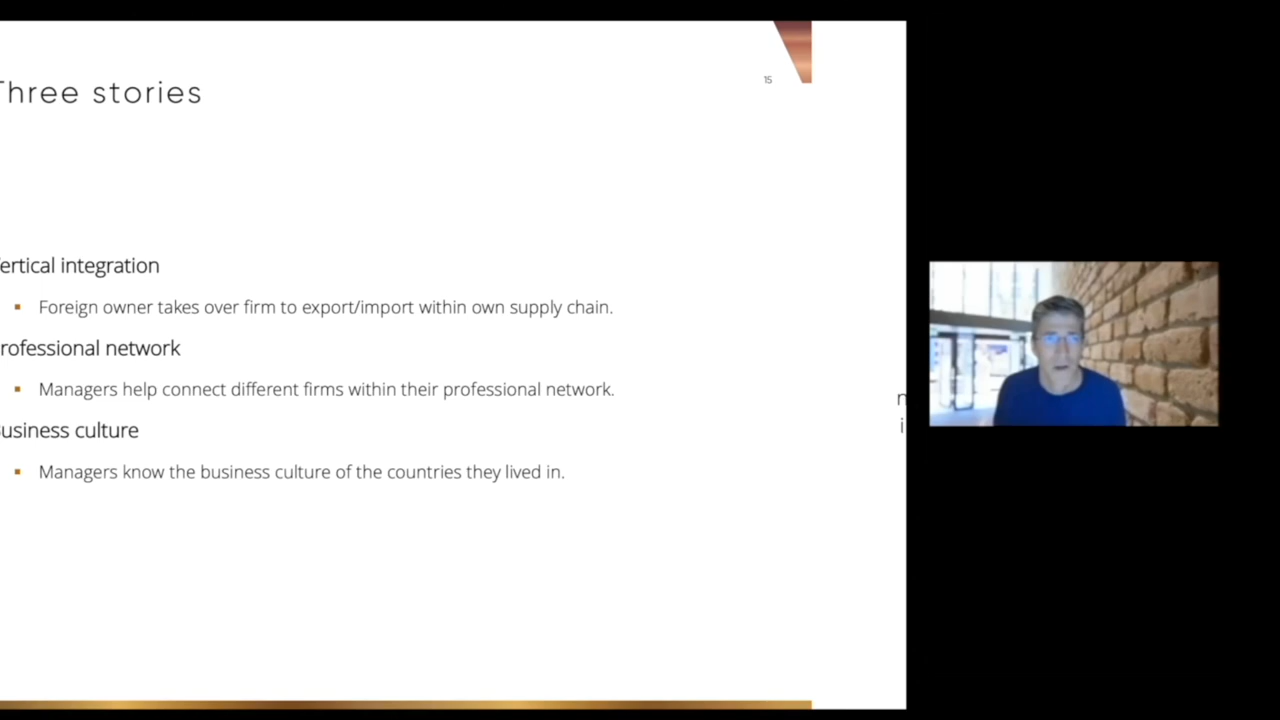 Three stories
15
ertical integration
Foreign owner takes over firm to export/import within own supply chain.
rofessional network
Managers help connect different firms within their professional network.
usiness culture
Managers know the business culture of the countries they lived in.
n
i